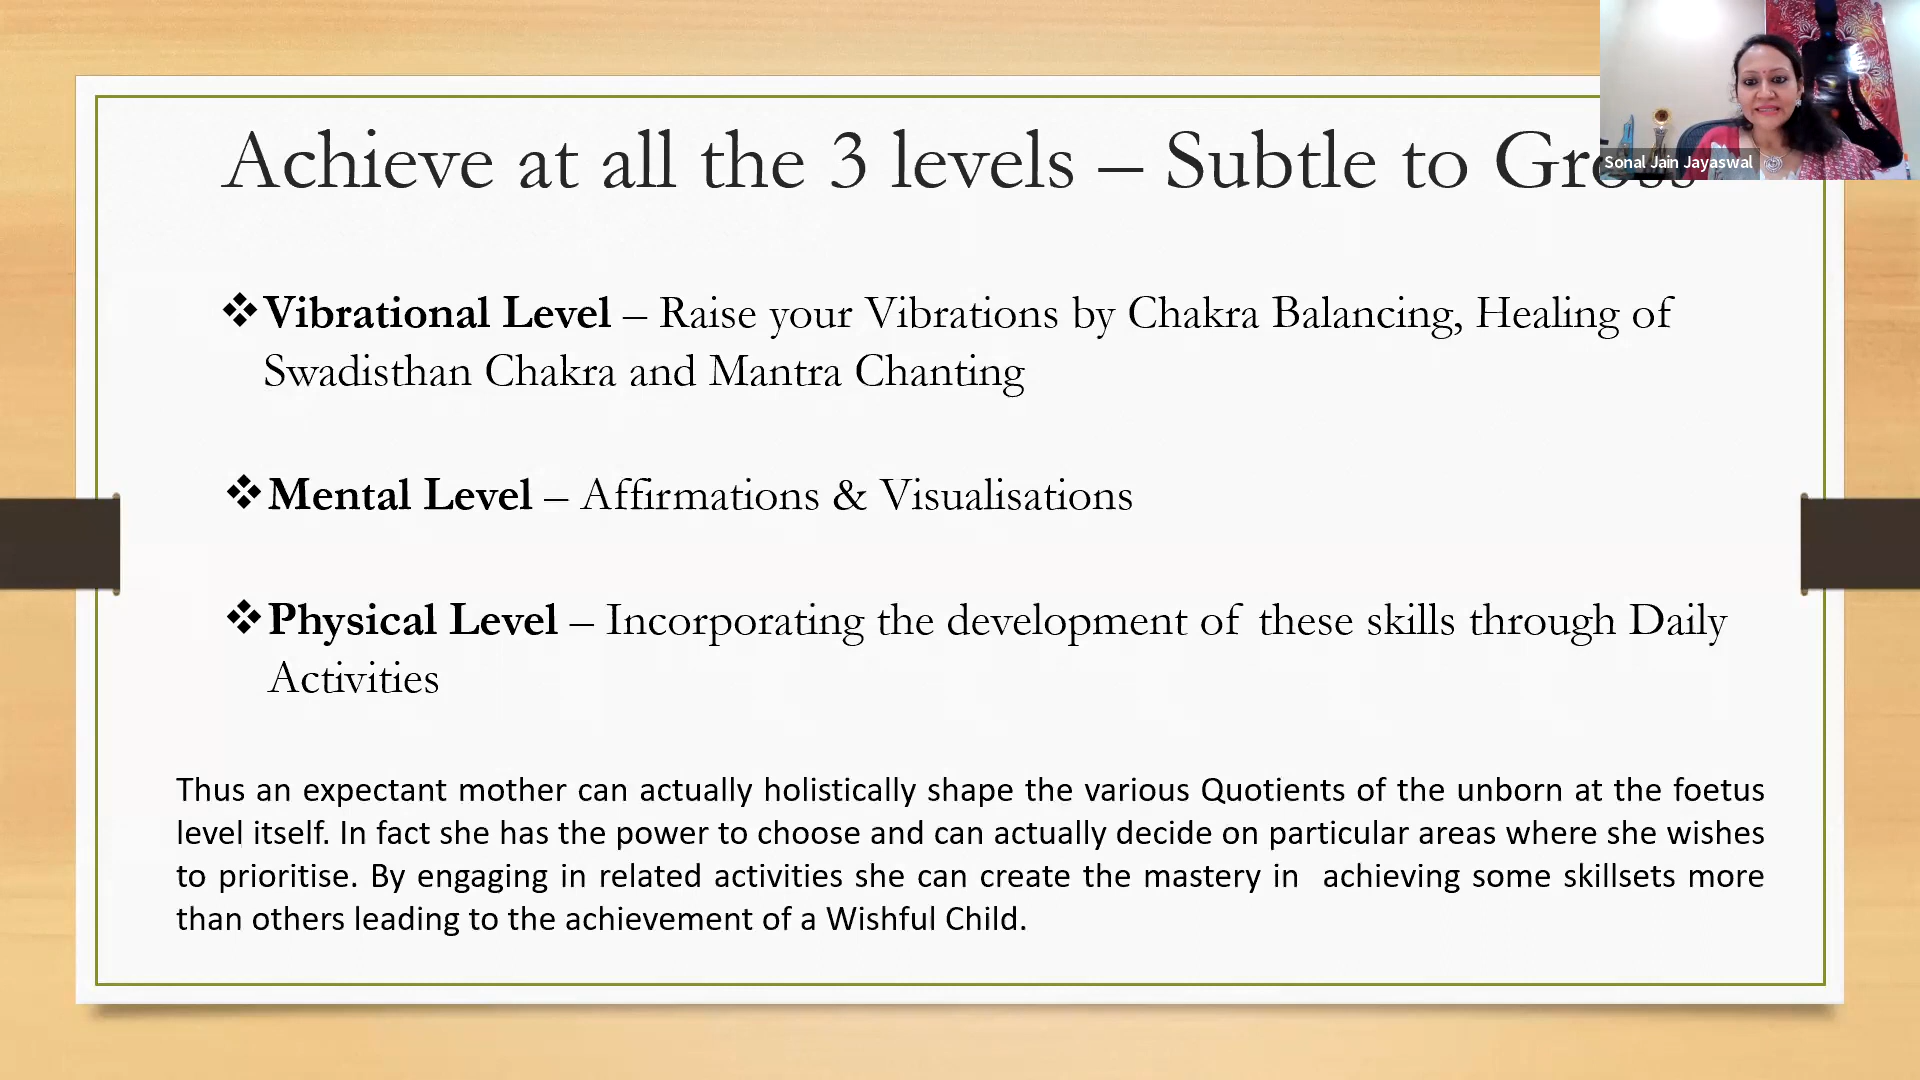 Achieve at all the 3 levels – Subtle to Gross
Sonal Jain Jayaswal
❖Vibrational Level – Raise your Vibrations by Chakra Balancing, Healing of
Swadisthan Chakra and Mantra Chanting
❖Mental Level – Affirmations & Visualisations
❖Physical Level – Incorporating the development of these skills through Daily
Activities
Thus an expectant mother can actually holistically shape the various Quotients of the unborn at the foetus
level itself. In fact she has the power to choose and can actually decide on particular areas where she wishes
to prioritise. By engaging in related activities she can create the mastery in achieving some skillsets more
than others leading to the achievement of a Wishful Child.